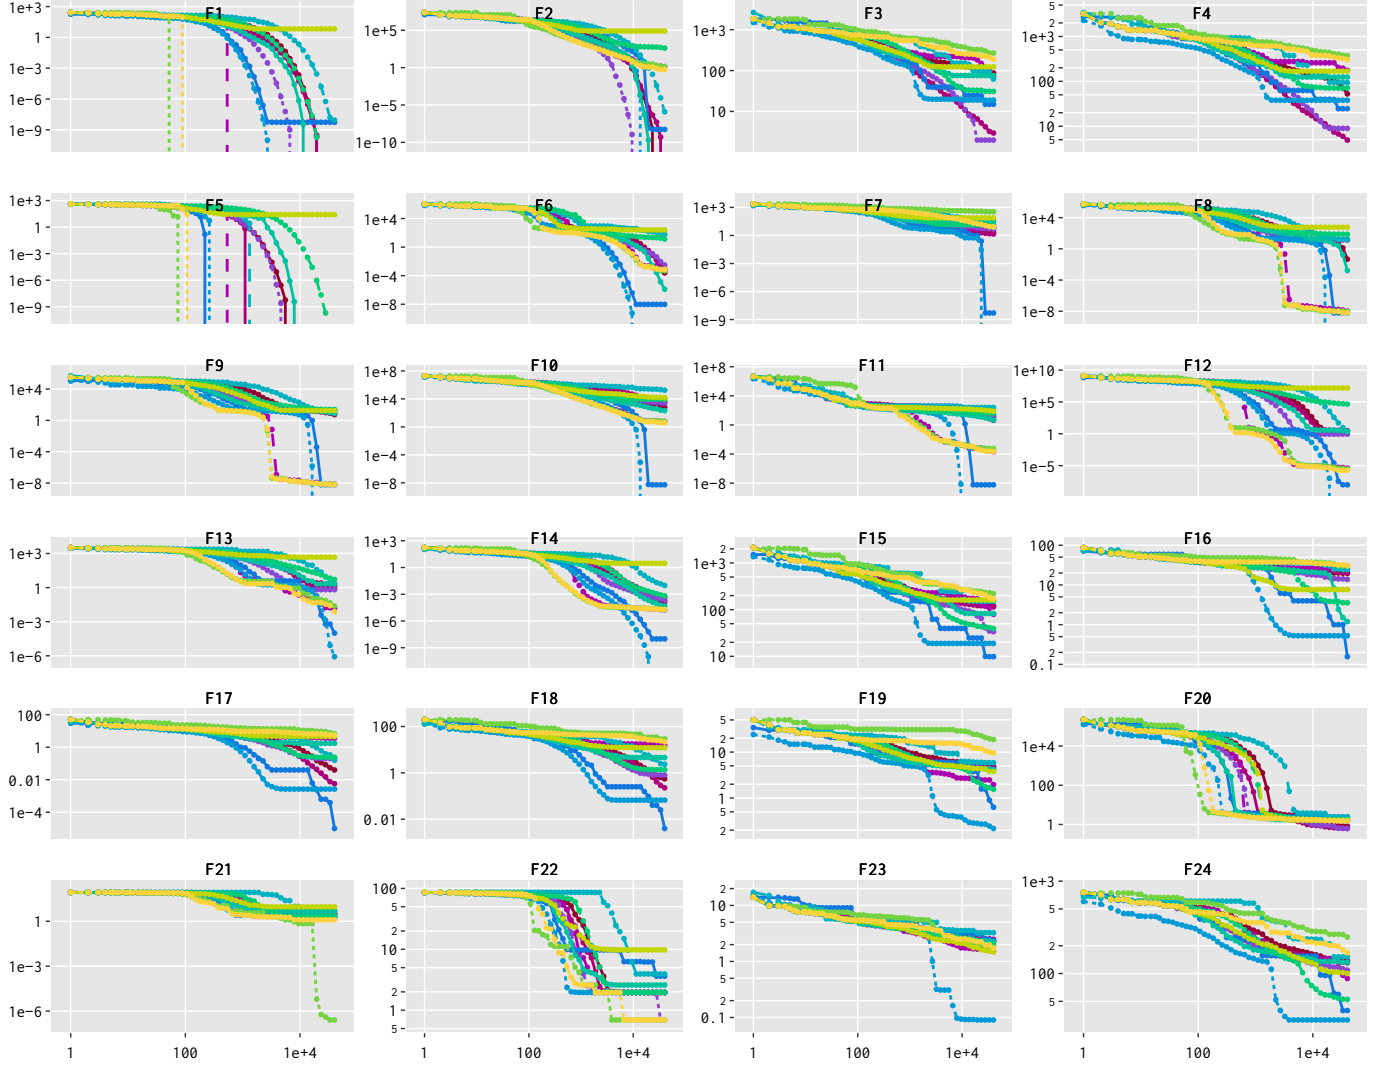 F1 F2 F3 F4
1e+3 1 1e−3 1e−6 1e−9
1e+5 1 1e−5 1e−10
1e+3 100 10
5 2 1e+3 5 2 100 5 2 10 5
F5 F6 F7 F8
1e+3 1 1e−3 1e−6 1e−9
1e+4 1 1e−4 1e−8
1e+3 1 1e−3 1e−6 1e−9
1e+4 1 1e−4 1e−8
F9 F10 F11 F12
1e+4 1 1e−4 1e−8
1e+8 1e+4 1 1e−4 1e−8
1e+8 1e+4 1 1e−4 1e−8
1e+10 1e+5 1 1e−5
F13 F14 F15 F16
1e+3 1 1e−3 1e−6
1e+3 1 1e−3 1e−6 1e−9
2 1e+3 5 2 100 5 2 10
100 5 2 10 5 2 1 5 2 0.1
F17 F18 F19 F20
100 1 0.01 1e−4
100 1 0.01
5 2 10 5 2 1 5 2
1e+4 100 1
F21 F22 F23 F24
1 1e−3 1e−6
100 5 2 10 5 2 1 5
2 10 5 2 1 5 2 0.1
1e+3 5 2 100 5
1 100 1e+4 1 100 1e+4 1 100 1e+4 1 100 1e+4